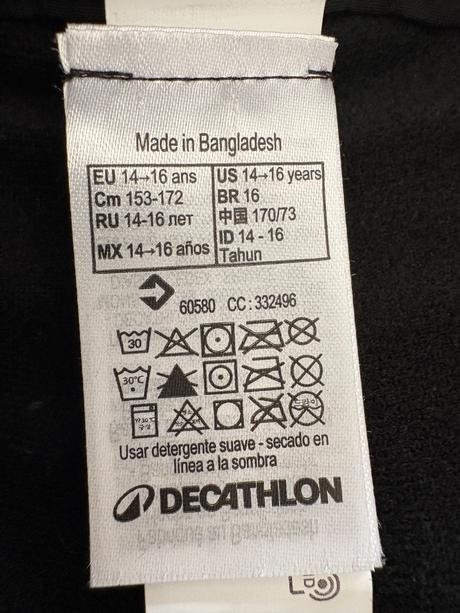 Made in Bangladesh
EU 14→16 ans
Cm 153-172
RU 14-16 лет
MX 14→16 años
US 14→16 years
BR 16
中国 170/73
ID 14 - 16
Tahun
60580 CC : 332496
30
30°C
Usar detergente suave - secado en
línea a la sombra
DECATHLON